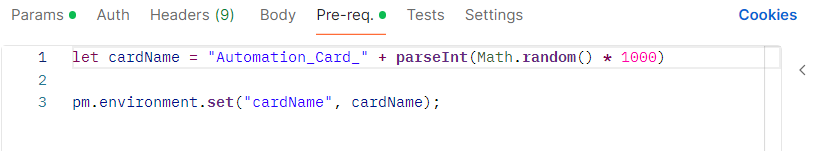 Params Auth Headers (9) Body Pre-req. Tests Settings Cookies
1 let cardName = "Automation_Card_" + parseInt(Math.random() * 1000)
2
3 pm.environment.set("cardName", cardName);